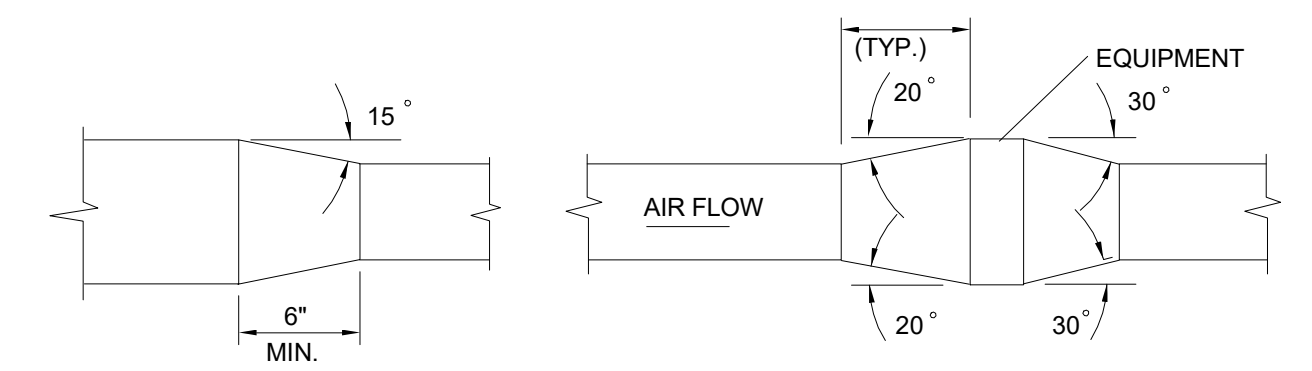 15°
6"
MIN.
(TYP.)
20°
EQUIPMENT
30°
AIR FLOW
20°
30°